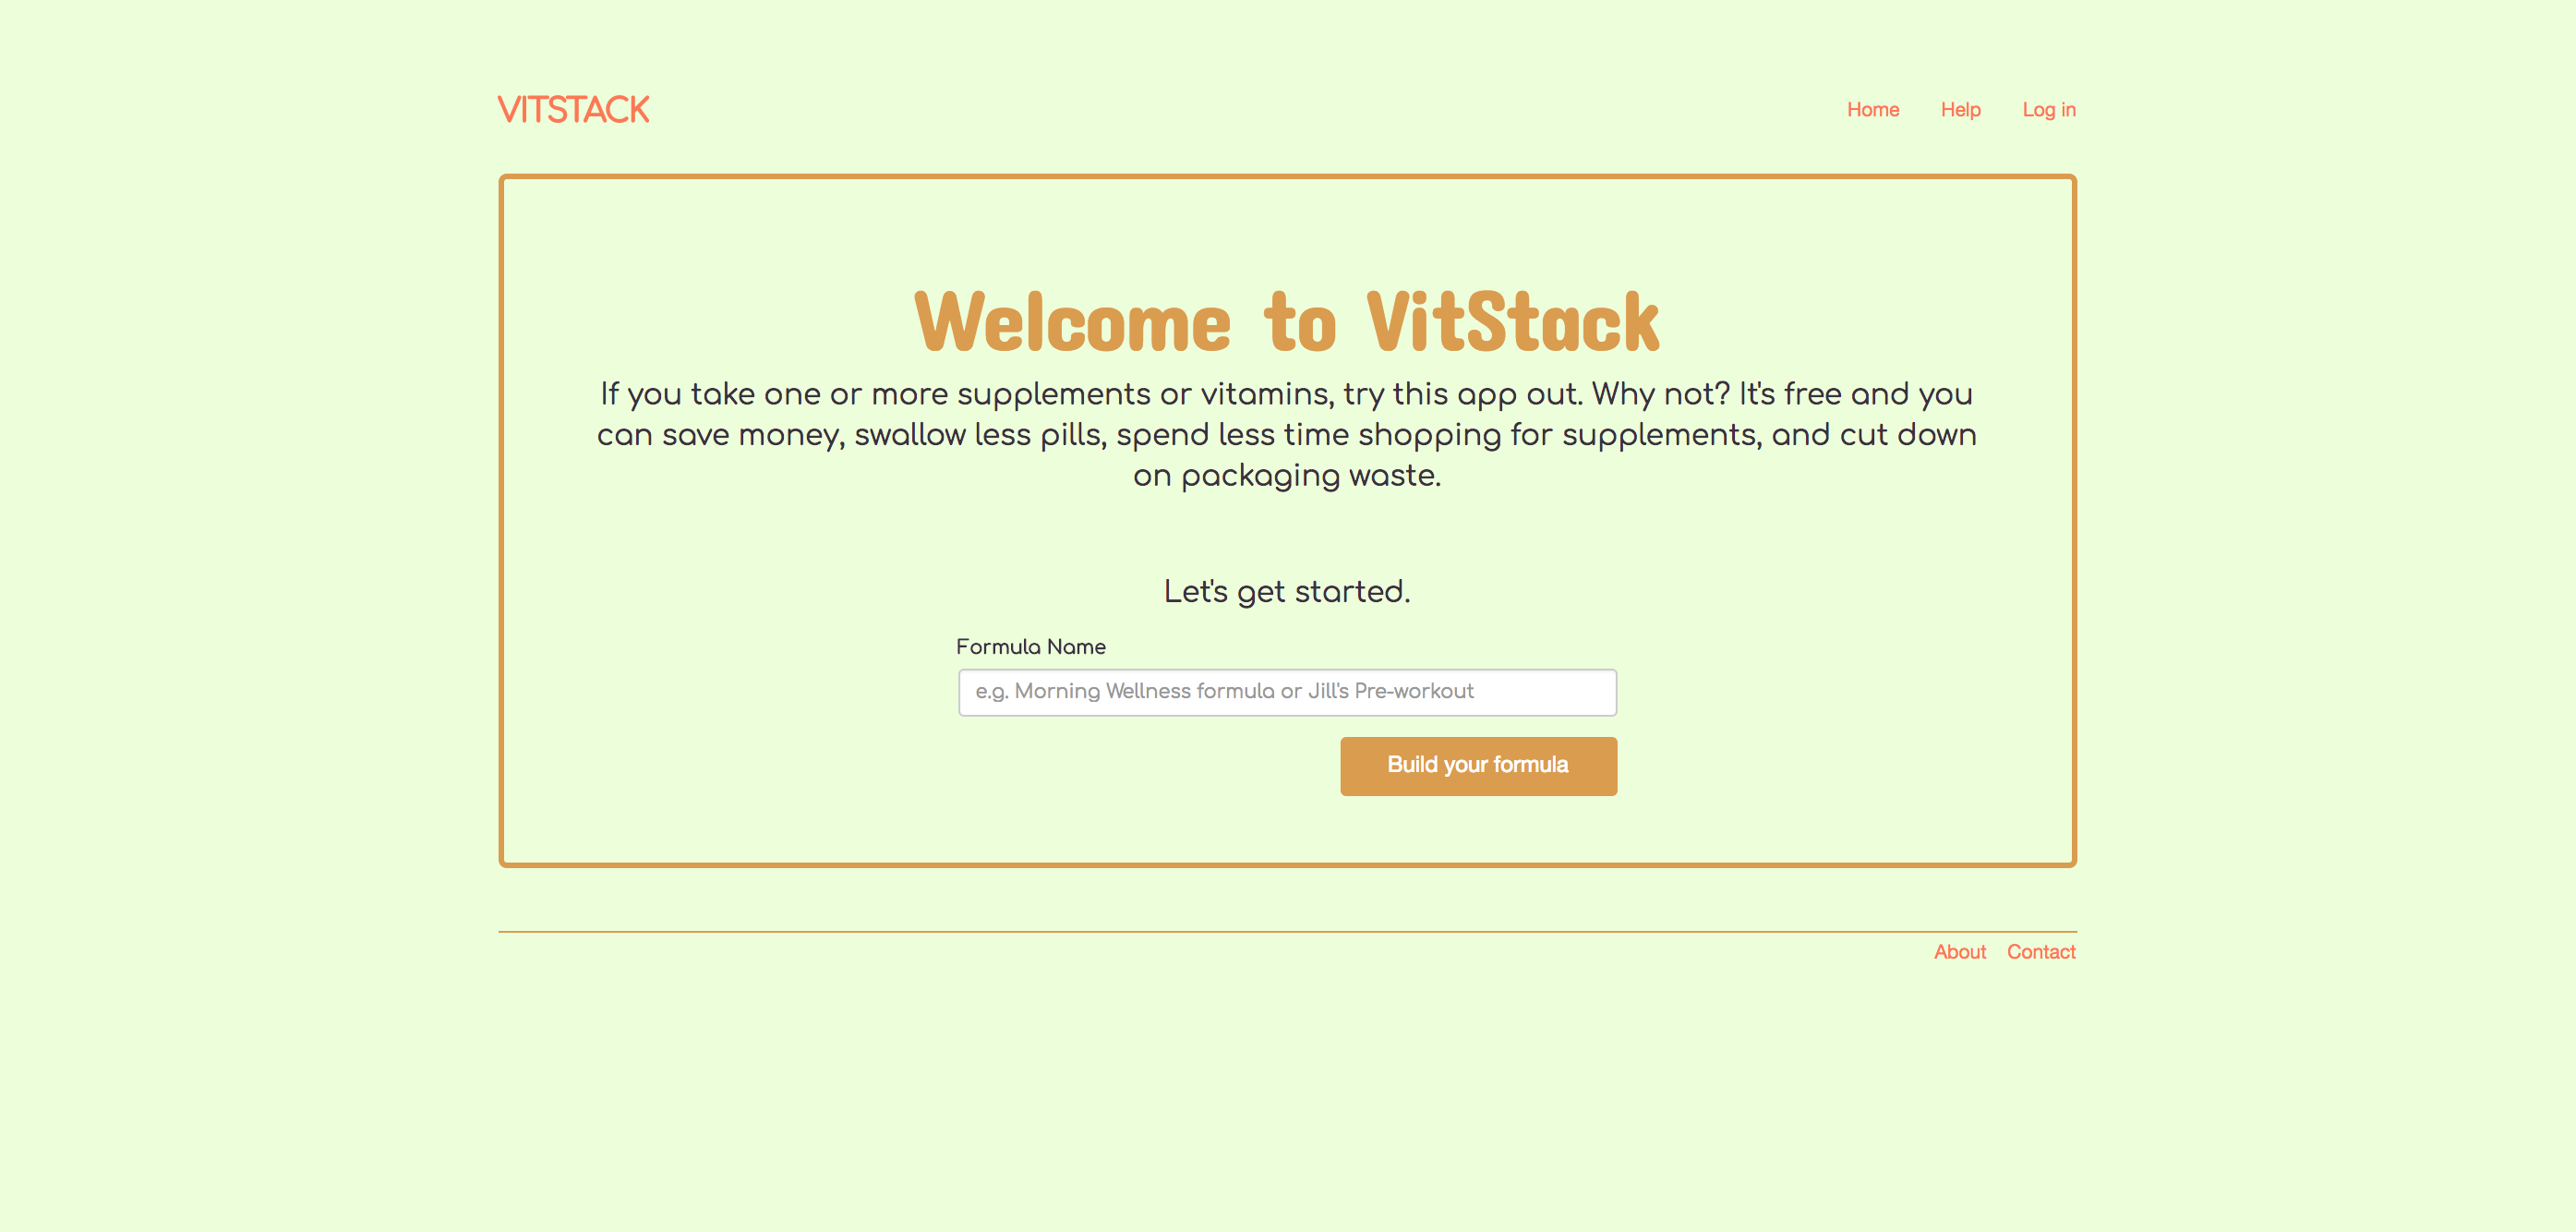 VITSTACK
Home Help Log in
Welcome to VitStack
If you take one or more supplements or vitamins, try this app out. Why not? It's free and you
can save money, swallow less pills, spend less time shopping for supplements, and cut down
on packaging waste.
Let's get started.
Formula Name
e.g. Morning Wellness formula or Jill's Pre-workout
Build your formula
About Contact